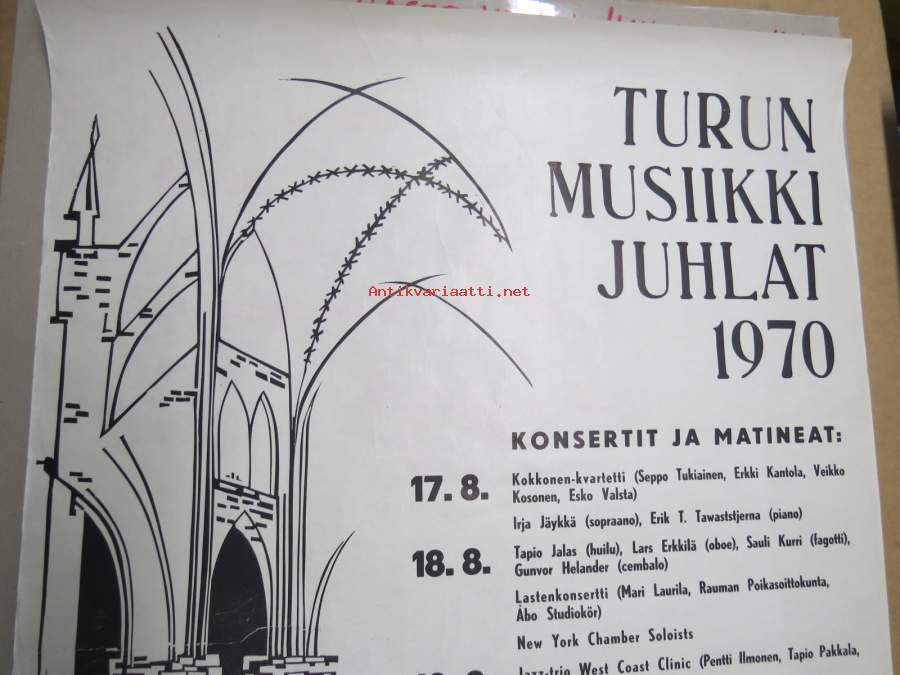 TURUN
MUSIIKKI
JUHLAT
1970
Antikvariaatti.net
KONSERTIT JA MATINEAT:
17. 8. Kokkonen-kvartetti (Seppo Tukiainen, Erkki Kantola, Veikko
Kosonen, Esko Valsta)
Irja Jäykkä (sopraano), Erik T. Tawaststjerna (piano)
18. 8. Tapio Jalas (huilu), Lars Erkkilä (oboe), Sauli Kurri (fagotti),
Gunvor Helander (cembalo)
Lastenkonsertti (Mari Laurila, Rauman Poikasoittokunta,
Åbo Studiokör)
New York Chamber Soloists
Jazz-trio West Coast Clinic (Pentti Ilmonen, Tapio Pakkala,